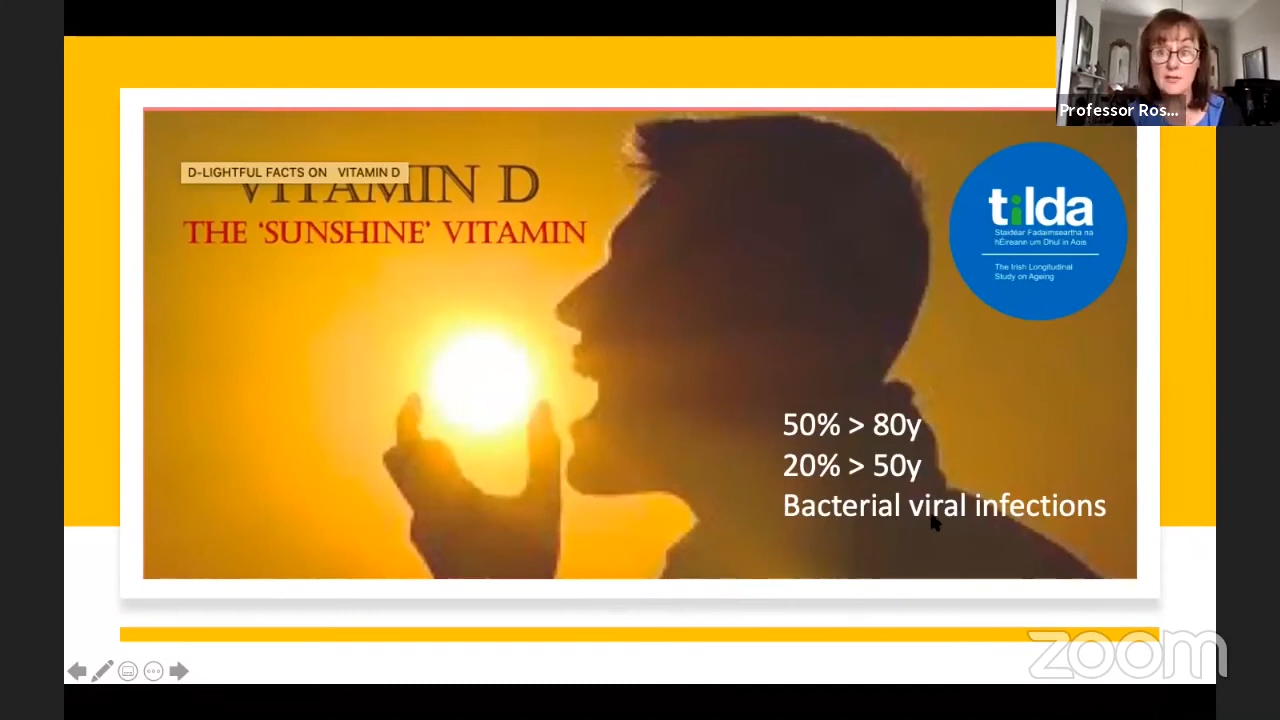 Professor Ros...
D-LIGHTFUL FACTS ON VITAMIN D
VITAMIN D
THE ‘SUNSHINE’ VITAMIN
tilda
Staidéar Fadaimseartha na
hÉireann um Dhul in Aois
The Irish Longitudinal
Study on Ageing
50% > 80y
20% > 50y
Bacterial viral infections
zoom